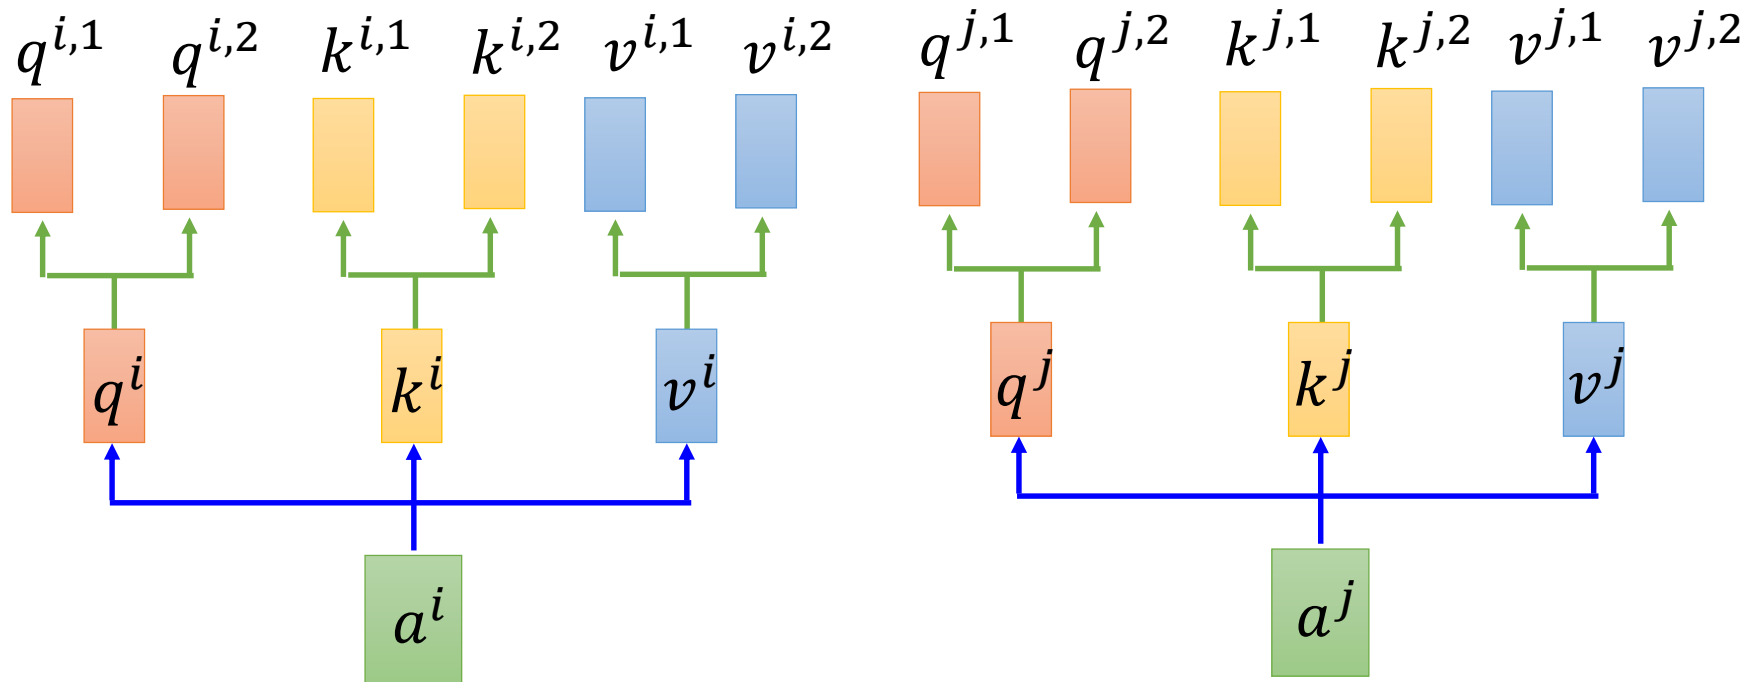 q^{i,1} q^{i,2} k^{i,1} k^{i,2} v^{i,1} v^{i,2} q^{j,1} q^{j,2} k^{j,1} k^{j,2} v^{j,1} v^{j,2}
q^i k^i v^i q^j k^j v^j
a^i a^j